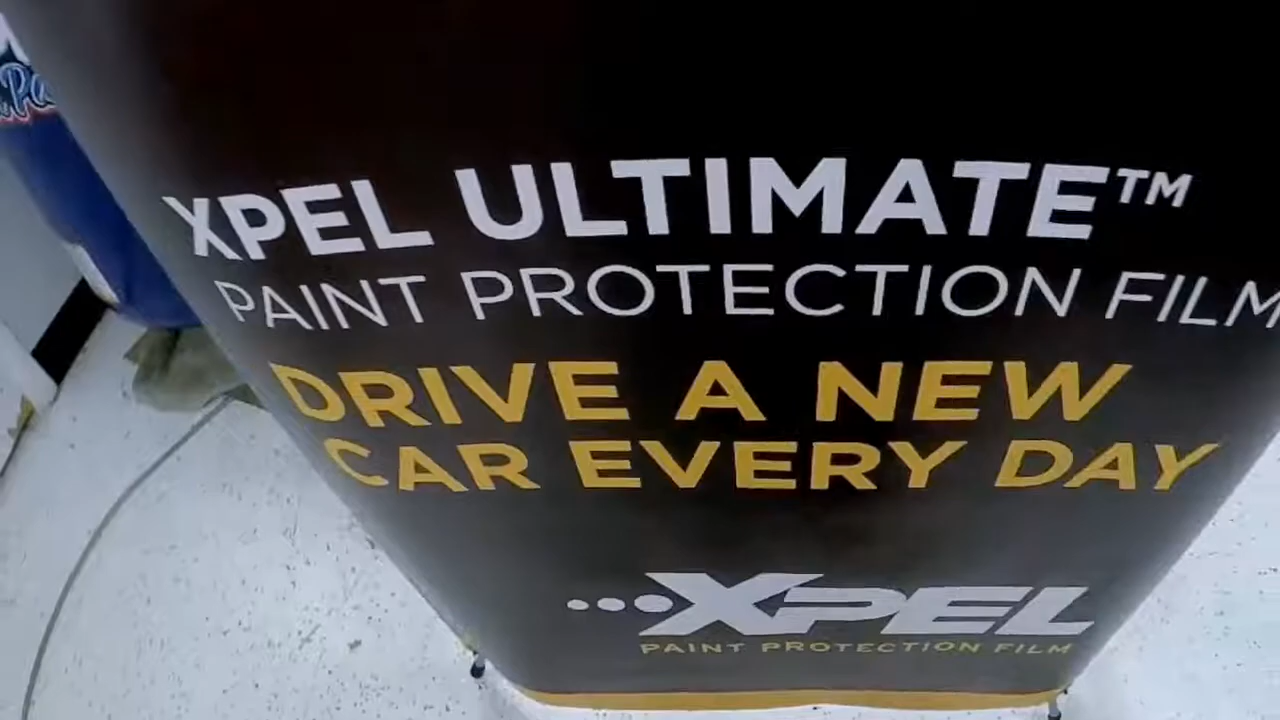 XPEL ULTIMATE™
PAINT PROTECTION FILM
DRIVE A NEW
CAR EVERY DAY
XPEL
PAINT PROTECTION FILM